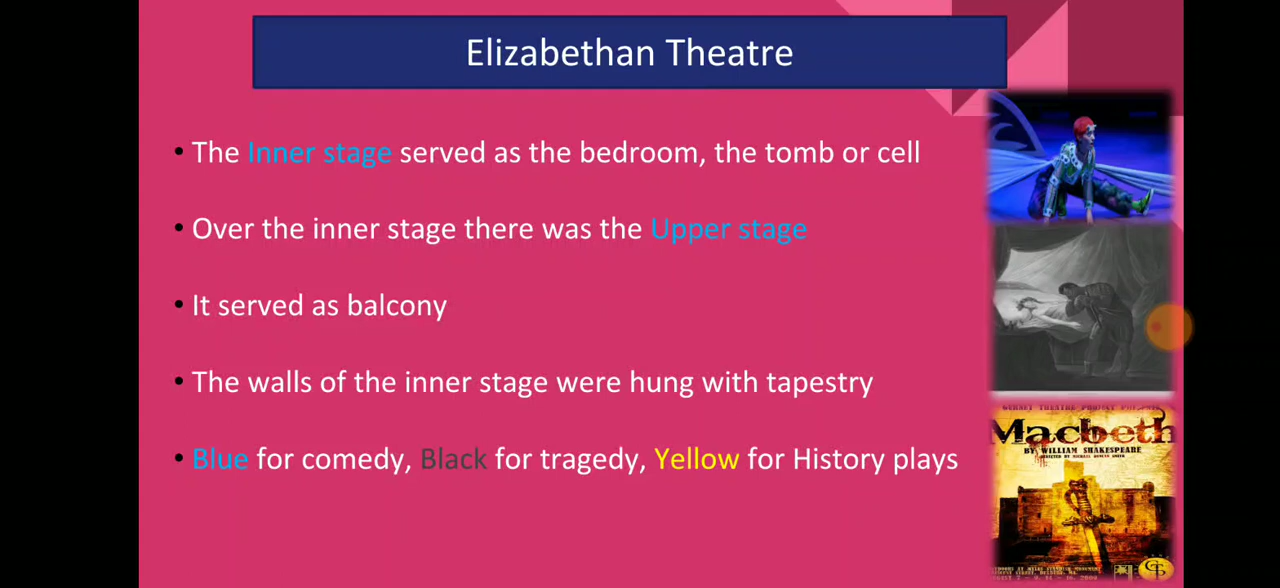 Elizabethan Theatre
• The Inner stage served as the bedroom, the tomb or cell
• Over the inner stage there was the Upper stage
• It served as balcony
• The walls of the inner stage were hung with tapestry
• Blue for comedy, Black for tragedy, Yellow for History plays
Macbeth
BY WILLIAM SHAKESPEARE